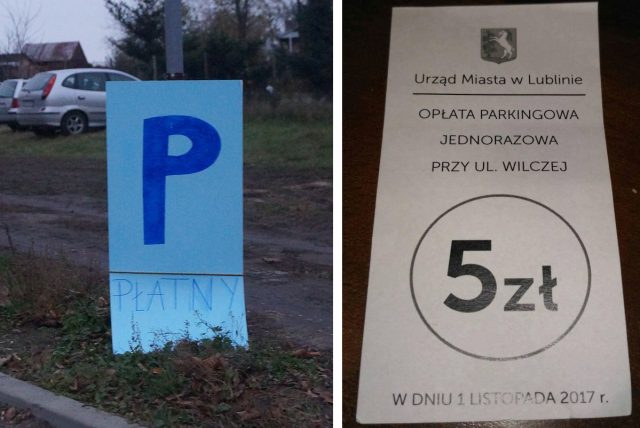 P
PŁATNY
Urząd Miasta w Lublinie
OPŁATA PARKINGOWA
JEDNORAZOWA
PRZY UL. WILCZEJ
5zł
W DNIU 1 LISTOPADA 2017 r.